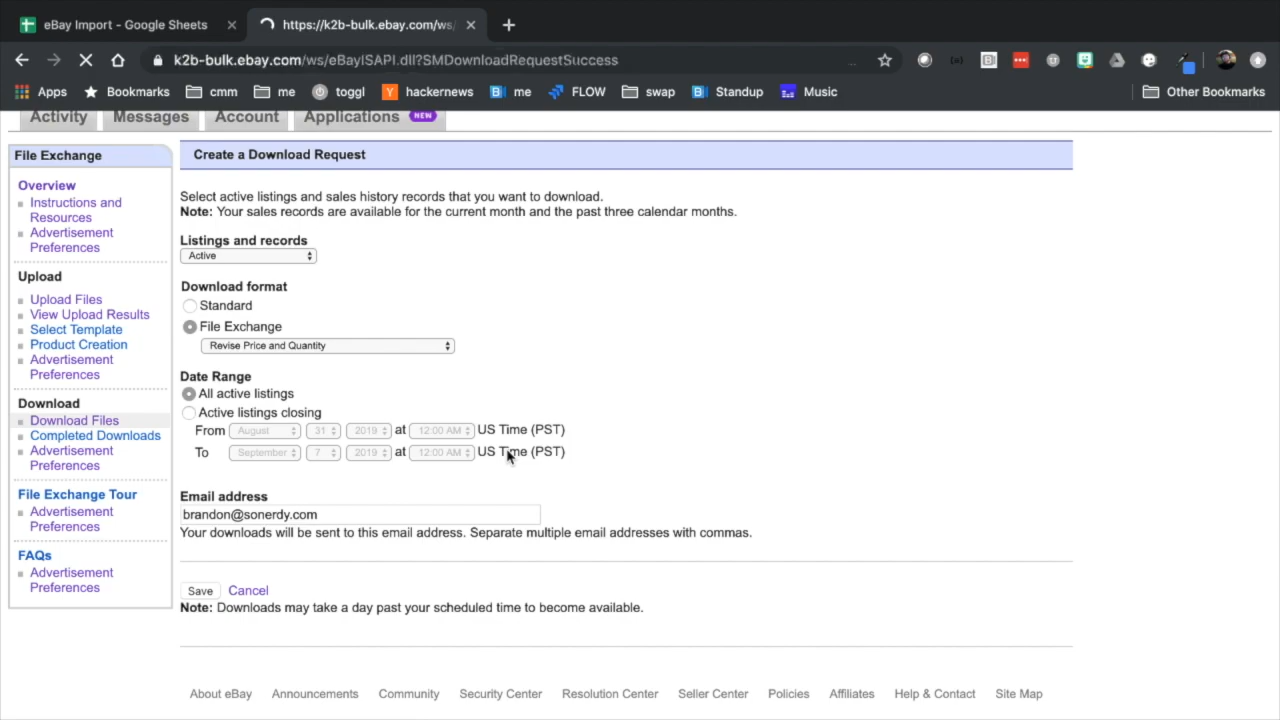 eBay Import - Google Sheets
https://k2b-bulk.ebay.com/ws/
k2b-bulk.ebay.com/ws/eBayISAPI.dll?SMDownloadRequestSuccess
Apps Bookmarks cmm me toggl hackernews me FLOW swap Standup Music Other Bookmarks
Activity Messages Account Applications NEW
File Exchange
Overview
Instructions and
Resources
Advertisement
Preferences
Upload
Upload Files
View Upload Results
Select Template
Product Creation
Advertisement
Preferences
Download
Download Files
Completed Downloads
Advertisement
Preferences
File Exchange Tour
Advertisement
Preferences
FAQs
Advertisement
Preferences
Create a Download Request
Select active listings and sales history records that you want to download.
Note: Your sales records are available for the current month and the past three calendar months.
Listings and records
Active
Download format
Standard
File Exchange
Revise Price and Quantity
Date Range
All active listings
Active listings closing
From August 31 2019 at 12:00 AM US Time (PST)
To September 7 2019 at 12:00 AM US Time (PST)
Email address
brandon@sonerdy.com
Your downloads will be sent to this email address. Separate multiple email addresses with commas.
Save Cancel
Note: Downloads may take a day past your scheduled time to become available.
About eBay Announcements Community Security Center Resolution Center Seller Center Policies Affiliates Help & Contact Site Map